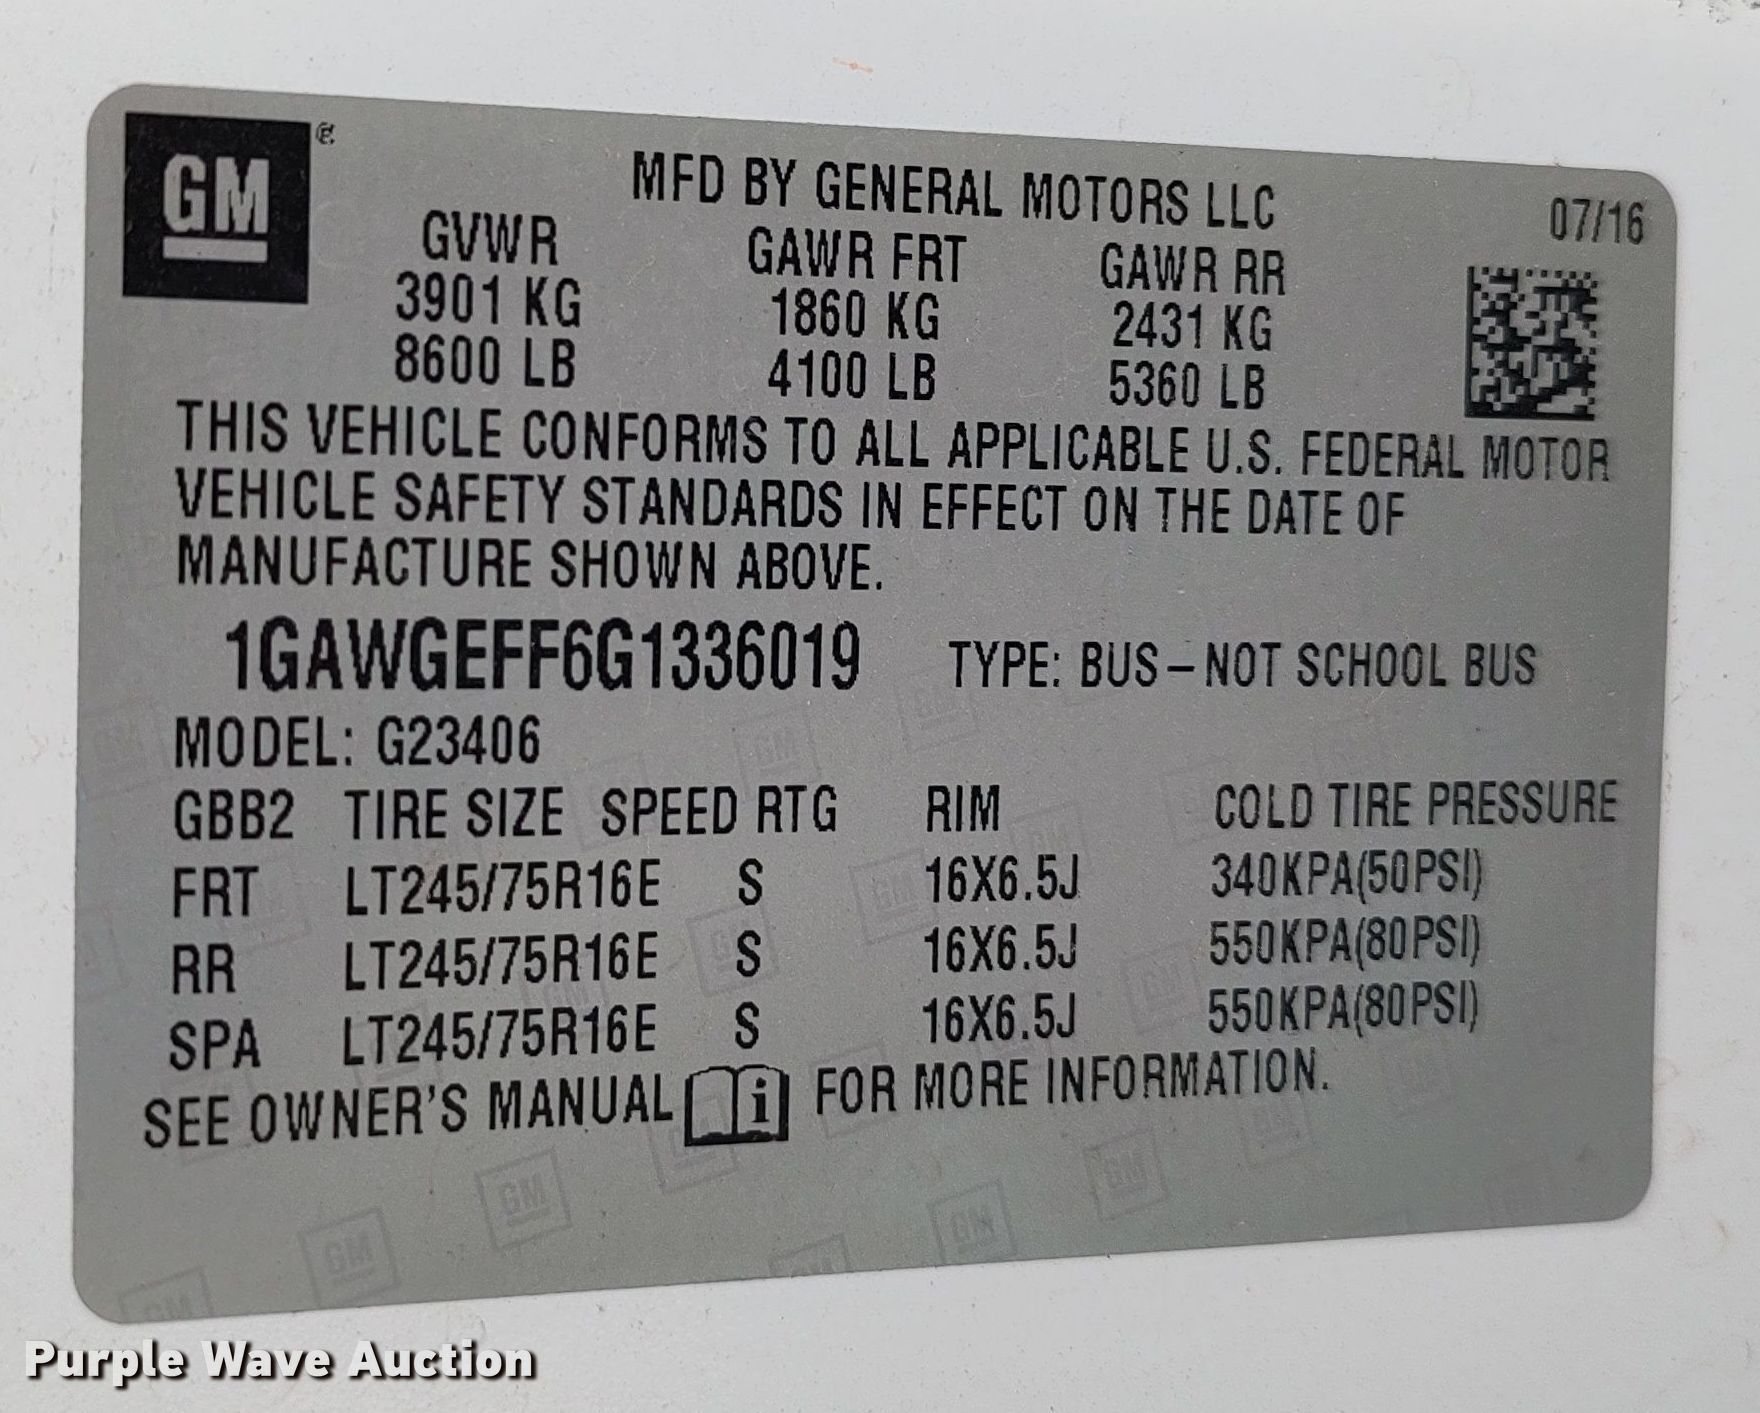 GM ®
MFD BY GENERAL MOTORS LLC
07/16
GVWR GAWR FRT GAWR RR
3901 KG 1860 KG 2431 KG
8600 LB 4100 LB 5360 LB
THIS VEHICLE CONFORMS TO ALL APPLICABLE U.S. FEDERAL MOTOR
VEHICLE SAFETY STANDARDS IN EFFECT ON THE DATE OF
MANUFACTURE SHOWN ABOVE.
1GAWGEFF6G1336019 TYPE: BUS – NOT SCHOOL BUS
MODEL: G23406
GBB2 TIRE SIZE SPEED RTG RIM COLD TIRE PRESSURE
FRT LT245/75R16E S 16X6.5J 340KPA(50PSI)
RR LT245/75R16E S 16X6.5J 550KPA(80PSI)
SPA LT245/75R16E S 16X6.5J 550KPA(80PSI)
SEE OWNER'S MANUAL i FOR MORE INFORMATION.
Purple Wave Auction